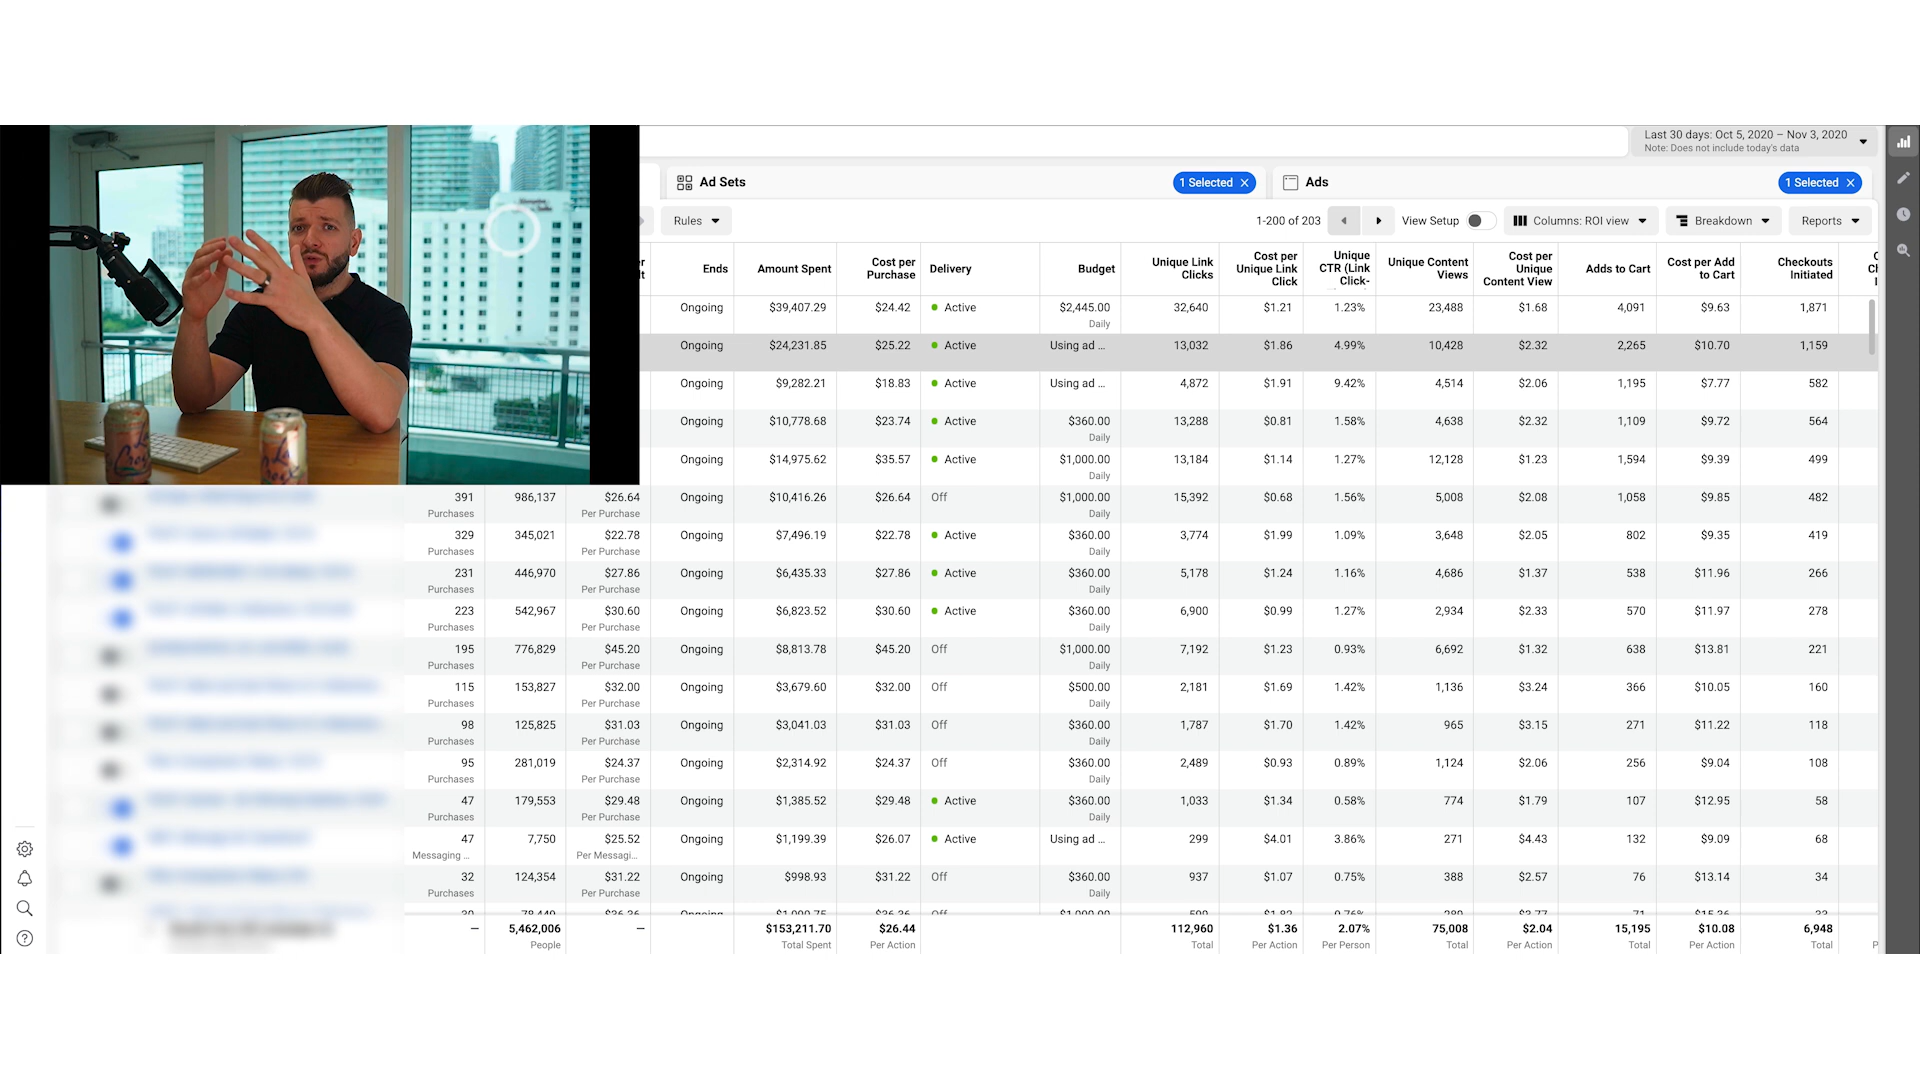 Last 30 days: Oct 5, 2020 – Nov 3, 2020
Note: Does not include today's data
Ad Sets
1 Selected
Ads
1 Selected
Rules
1-200 of 203
View Setup
Columns: ROI view
Breakdown
Reports
Ends Amount Spent Cost per Purchase Delivery Budget Unique Link Clicks Cost per Unique Link Click Unique CTR (Link Click- Unique Content Views Cost per Unique Content View Adds to Cart Cost per Add to Cart Checkouts Initiated
Ongoing $39,407.29 $24.42 Active $2,445.00 32,640 $1.21 1.23% 23,488 $1.68 4,091 $9.63 1,871
Daily
Ongoing $24,231.85 $25.22 Active Using ad ... 13,032 $1.86 4.99% 10,428 $2.32 2,265 $10.70 1,159
Ongoing $9,282.21 $18.83 Active Using ad ... 4,872 $1.91 9.42% 4,514 $2.06 1,195 $7.77 582
Ongoing $10,778.68 $23.74 Active $360.00 13,288 $0.81 1.58% 4,638 $2.32 1,109 $9.72 564
Daily
Ongoing $14,975.62 $35.57 Active $1,000.00 13,184 $1.14 1.27% 12,128 $1.23 1,594 $9.39 499
Daily
391 986,137 $26.64 Ongoing $10,416.26 $26.64 Off $1,000.00 15,392 $0.68 1.56% 5,008 $2.08 1,058 $9.85 482
Purchases Per Purchase Daily
329 345,021 $22.78 Ongoing $7,496.19 $22.78 Active $360.00 3,774 $1.99 1.09% 3,648 $2.05 802 $9.35 419
Purchases Per Purchase Daily
231 446,970 $27.86 Ongoing $6,435.33 $27.86 Active $360.00 5,178 $1.24 1.16% 4,686 $1.37 538 $11.96 266
Purchases Per Purchase Daily
223 542,967 $30.60 Ongoing $6,823.52 $30.60 Active $360.00 6,900 $0.99 1.27% 2,934 $2.33 570 $11.97 278
Purchases Per Purchase Daily
195 776,829 $45.20 Ongoing $8,813.78 $45.20 Off $1,000.00 7,192 $1.23 0.93% 6,692 $1.32 638 $13.81 221
Purchases Per Purchase Daily
115 153,827 $32.00 Ongoing $3,679.60 $32.00 Off $500.00 2,181 $1.69 1.42% 1,136 $3.24 366 $10.05 160
Purchases Per Purchase Daily
98 125,825 $31.03 Ongoing $3,041.03 $31.03 Off $360.00 1,787 $1.70 1.42% 965 $3.15 271 $11.22 118
Purchases Per Purchase Daily
95 281,019 $24.37 Ongoing $2,314.92 $24.37 Off $360.00 2,489 $0.93 0.89% 1,124 $2.06 256 $9.04 108
Purchases Per Purchase Daily
47 179,553 $29.48 Ongoing $1,385.52 $29.48 Active $360.00 1,033 $1.34 0.58% 774 $1.79 107 $12.95 58
Purchases Per Purchase Daily
47 7,750 $25.52 Ongoing $1,199.39 $26.07 Active Using ad ... 299 $4.01 3.86% 271 $4.43 132 $9.09 68
Messaging ... Per Messagi...
32 124,354 $31.22 Ongoing $998.93 $31.22 Off $360.00 937 $1.07 0.75% 388 $2.57 76 $13.14 34
Purchases Per Purchase Daily
— 5,462,006 — $153,211.70 $26.44 112,960 $1.36 2.07% 75,008 $2.04 15,195 $10.08 6,948
People Total Spent Per Action Total Per Action Per Person Total Per Action Total Per Action Total